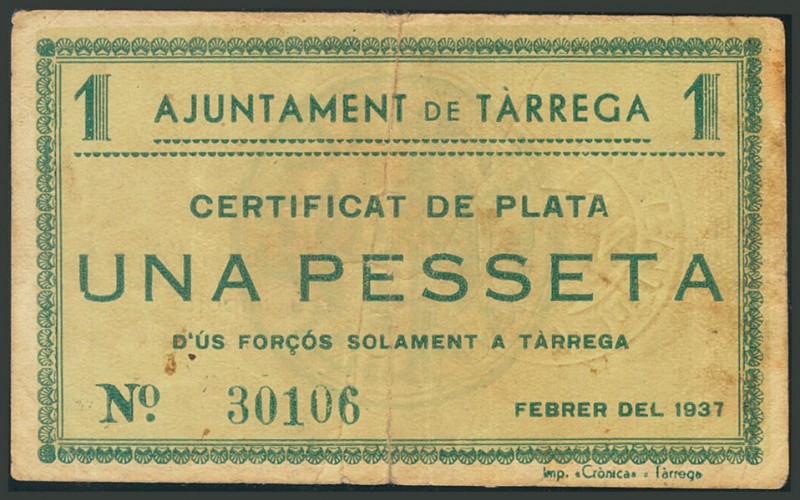 1 AJUNTAMENT DE TÀRREGA 1
CERTIFICAT DE PLATA
UNA PESSETA
D'ÚS FORÇÓS SOLAMENT A TÀRREGA
Nº 30106 FEBRER DEL 1937
Imp. «Crònica» - Tàrrega